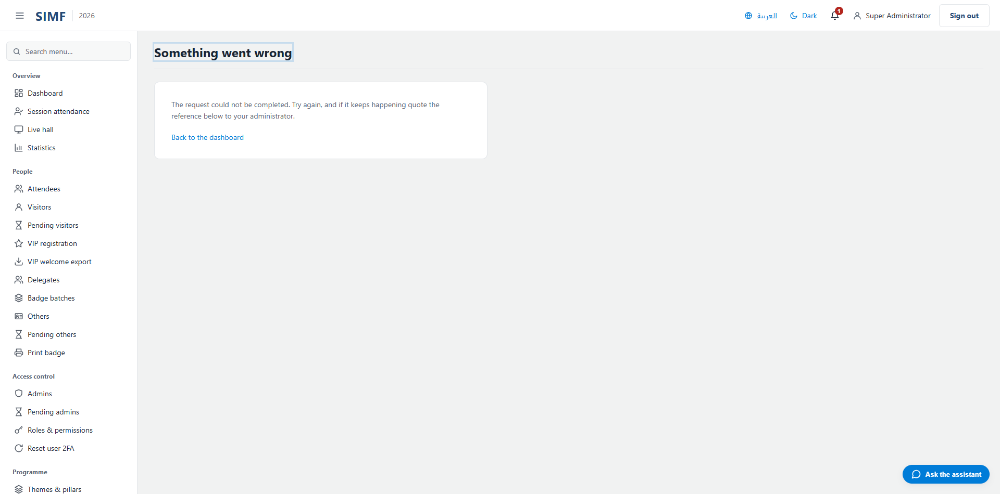 SIMF
2026
العربية
Dark
1
Super Administrator
Sign out
Search menu...
Overview
Dashboard
Session attendance
Live hall
Statistics
People
Attendees
Visitors
Pending visitors
VIP registration
VIP welcome export
Delegates
Badge batches
Others
Pending others
Print badge
Access control
Admins
Pending admins
Roles & permissions
Reset user 2FA
Programme
Themes & pillars
Something went wrong
The request could not be completed. Try again, and if it keeps happening quote the
reference below to your administrator.
Back to the dashboard
Ask the assistant